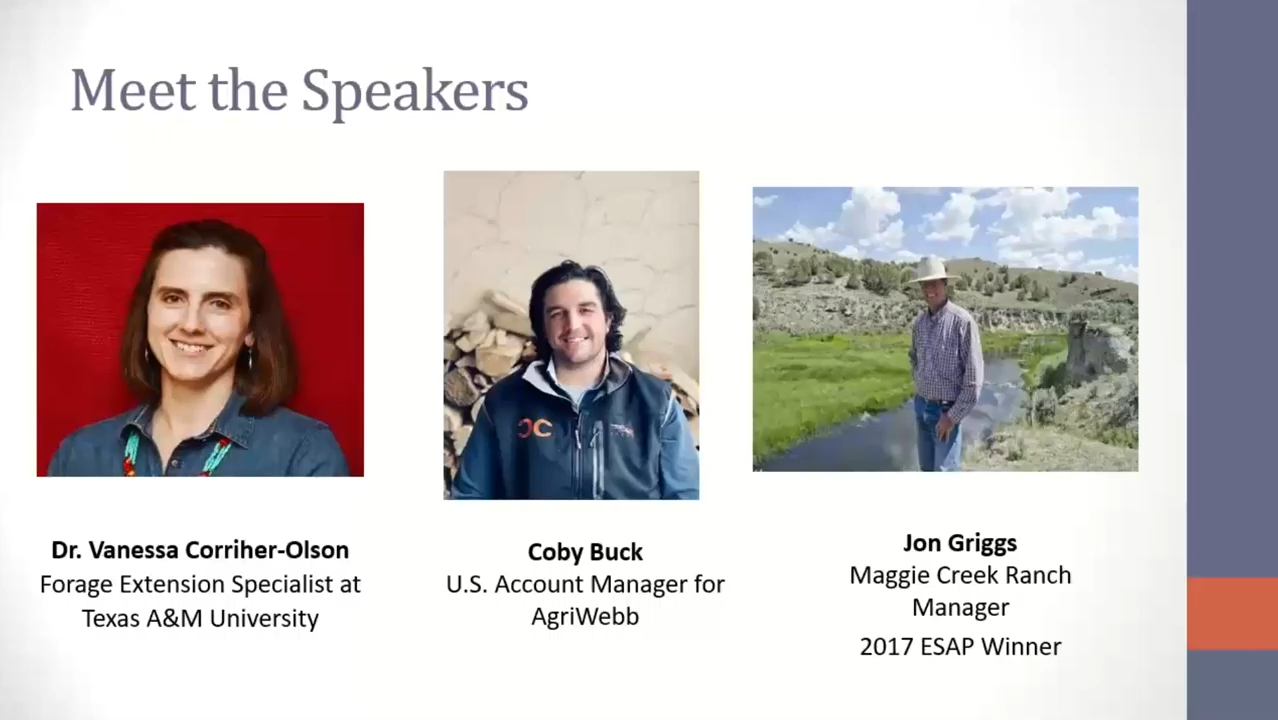 Meet the Speakers
Dr. Vanessa Corriher-Olson
Forage Extension Specialist at
Texas A&M University
Coby Buck
U.S. Account Manager for
AgriWebb
Jon Griggs
Maggie Creek Ranch
Manager
2017 ESAP Winner